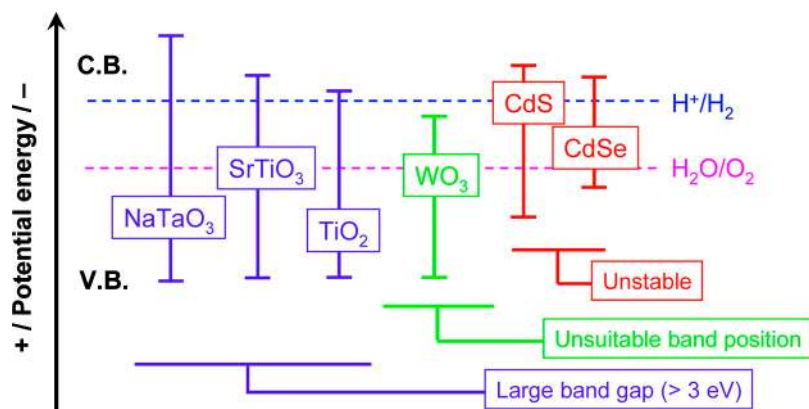 + / Potential energy / –
C.B.
V.B.
NaTaO₃
SrTiO₃
TiO₂
WO₃
CdS
CdSe
H⁺/H₂
H₂O/O₂
Unstable
Unsuitable band position
Large band gap (> 3 eV)